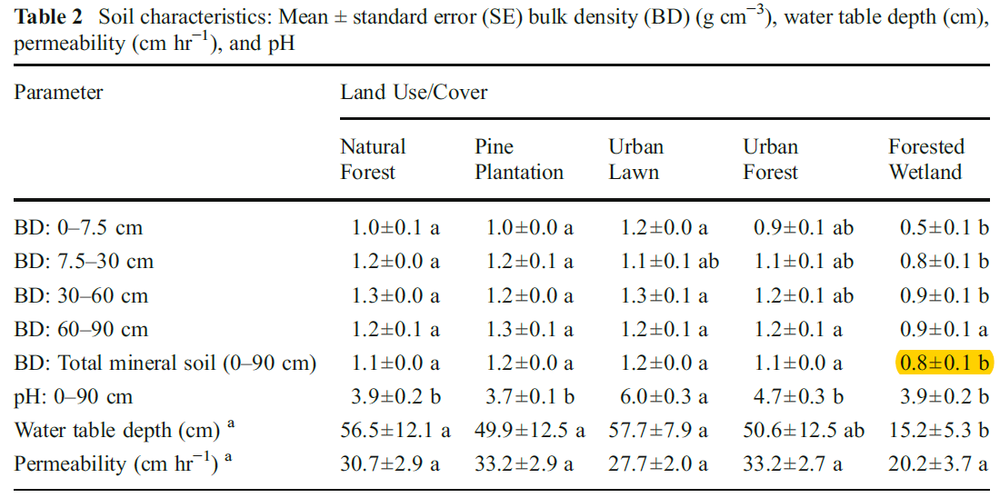 Table 2 Soil characteristics: Mean ± standard error (SE) bulk density (BD) (g cm⁻³), water table depth (cm),
permeability (cm hr⁻¹), and pH
Parameter Land Use/Cover
Natural Forest Pine Plantation Urban Lawn Urban Forest Forested Wetland
BD: 0–7.5 cm 1.0±0.1 a 1.0±0.0 a 1.2±0.0 a 0.9±0.1 ab 0.5±0.1 b
BD: 7.5–30 cm 1.2±0.0 a 1.2±0.1 a 1.1±0.1 ab 1.1±0.1 ab 0.8±0.1 b
BD: 30–60 cm 1.3±0.0 a 1.2±0.0 a 1.3±0.1 a 1.2±0.1 ab 0.9±0.1 b
BD: 60–90 cm 1.2±0.1 a 1.3±0.1 a 1.2±0.1 a 1.2±0.1 a 0.9±0.1 a
BD: Total mineral soil (0–90 cm) 1.1±0.0 a 1.2±0.0 a 1.2±0.0 a 1.1±0.0 a 0.8±0.1 b
pH: 0–90 cm 3.9±0.2 b 3.7±0.1 b 6.0±0.3 a 4.7±0.3 b 3.9±0.2 b
Water table depth (cm) ᵃ 56.5±12.1 a 49.9±12.5 a 57.7±7.9 a 50.6±12.5 ab 15.2±5.3 b
Permeability (cm hr⁻¹) ᵃ 30.7±2.9 a 33.2±2.9 a 27.7±2.0 a 33.2±2.7 a 20.2±3.7 a